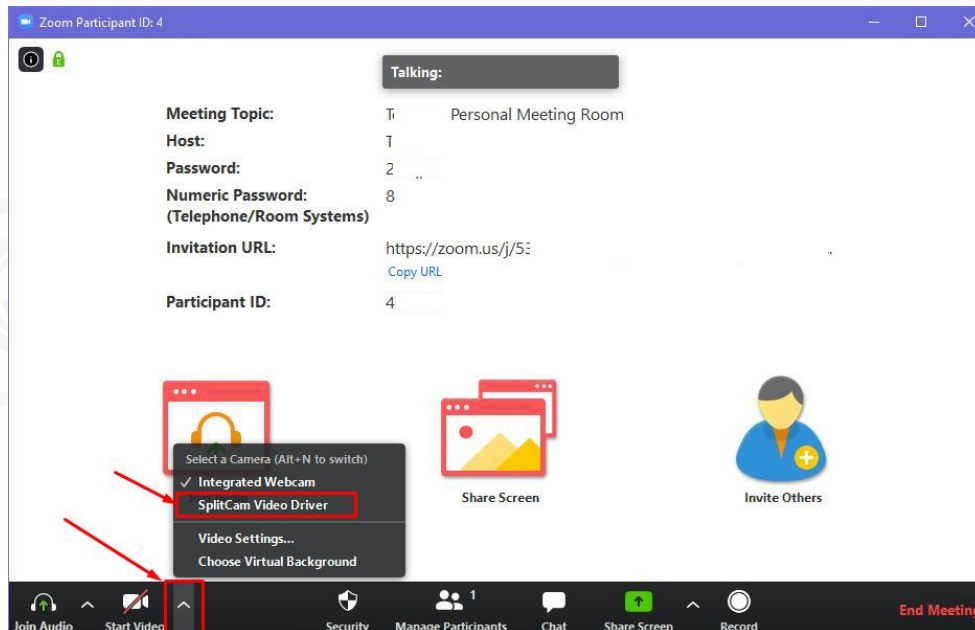 Zoom Participant ID: 4
Talking:
Meeting Topic:
Personal Meeting Room
Host:
T
Password:
2
Numeric Password:
8
(Telephone/Room Systems)
Invitation URL:
https://zoom.us/j/53
Copy URL
Participant ID:
4
Select a Camera (Alt+N to switch)
✓ Integrated Webcam
SplitCam Video Driver
Video Settings...
Choose Virtual Background
Share Screen
Invite Others
Join Audio
Start Video
Security
1
Manage Participants
Chat
Share Screen
Record
End Meeting